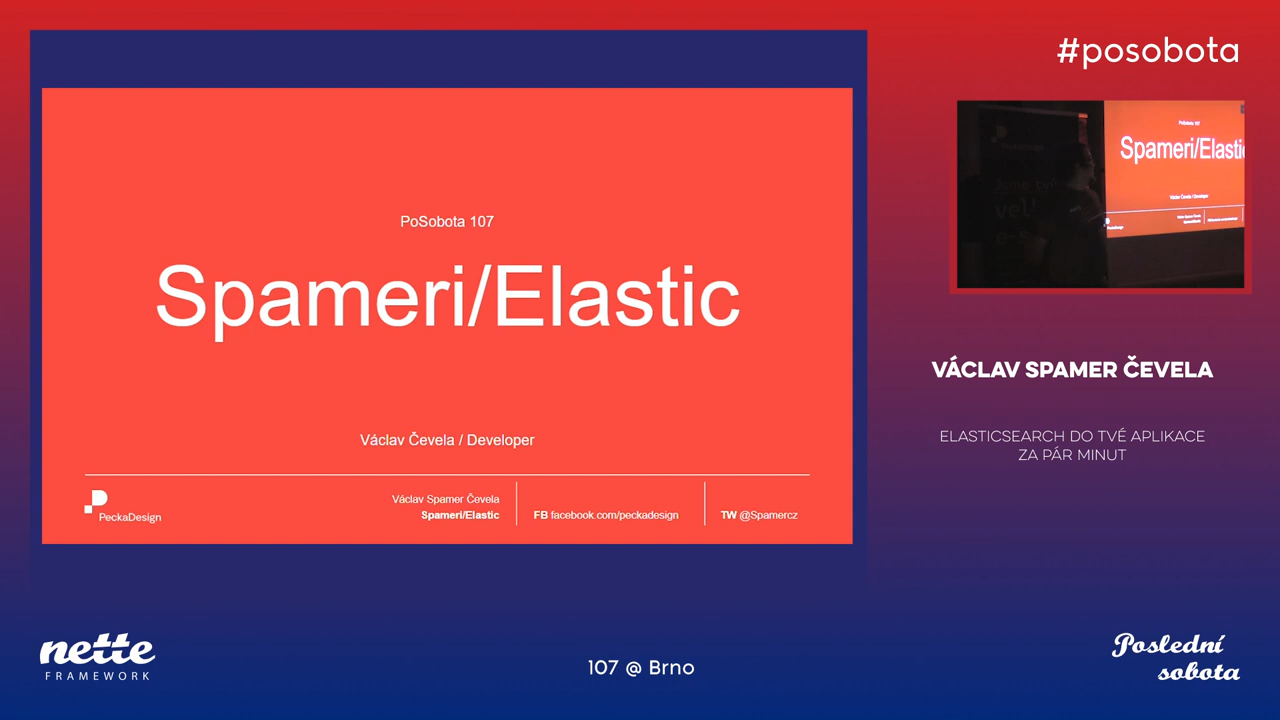 #posobota
PoSobota 107
Spameri/Elastic
Václav Čevela / Developer
PeckaDesign
Václav Spamer Čevela
Spameri/Elastic
FB facebook.com/peckadesign
TW @Spamercz
Spameri/Elasti
VÁCLAV SPAMER ČEVELA
ELASTICSEARCH DO TVÉ APLIKACE
ZA PÁR MINUT
nette
FRAMEWORK
107 @ Brno
Poslední
sobota